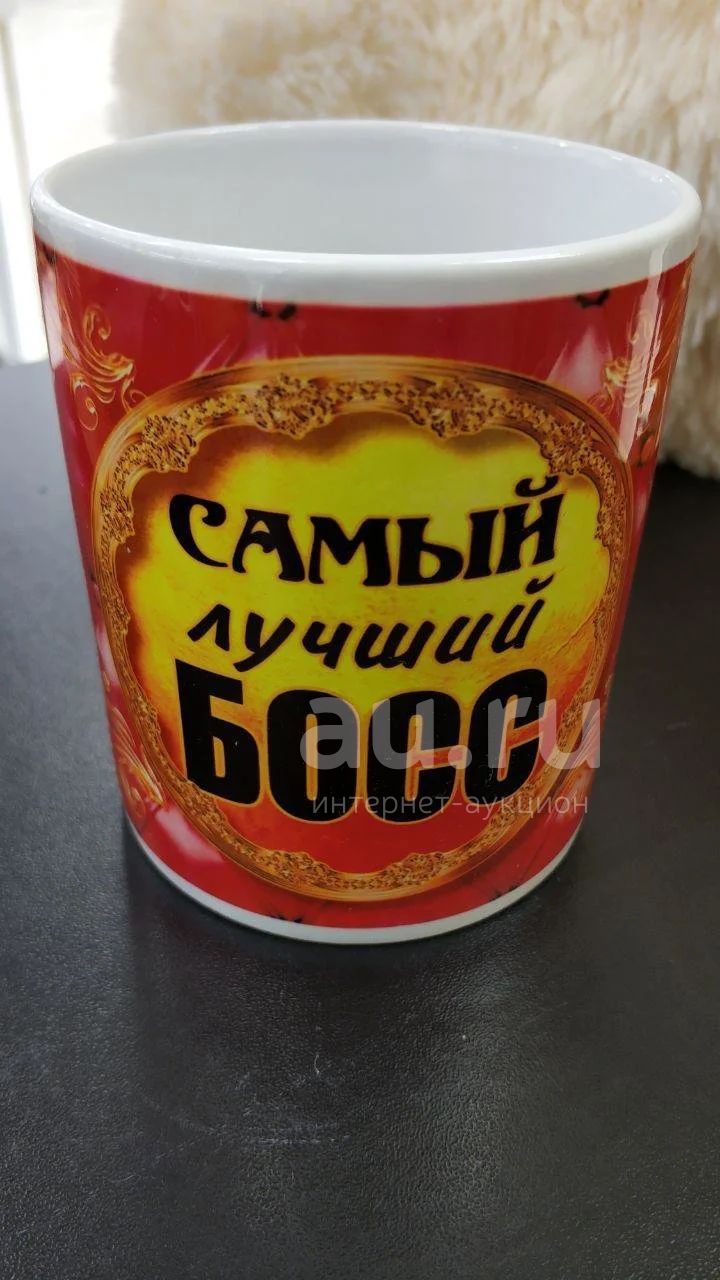 САМЫЙ
лучший
БОСС
au.ru
интернет-аукцион